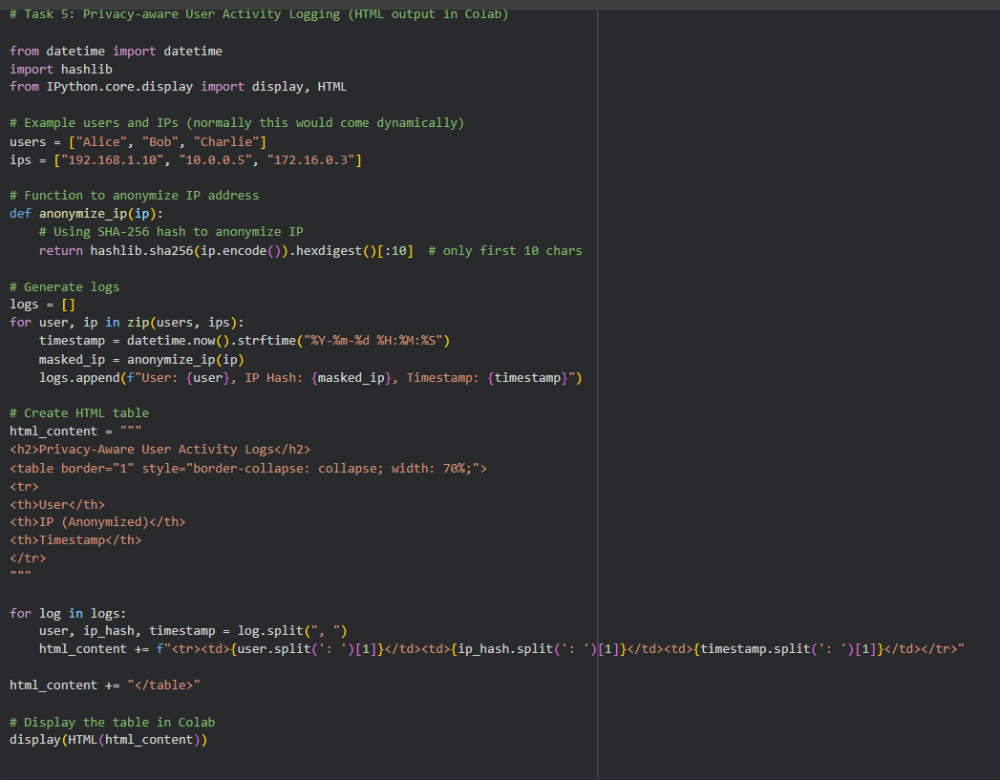 # Task 5: Privacy-aware User Activity Logging (HTML output in Colab)

from datetime import datetime
import hashlib
from IPython.core.display import display, HTML

# Example users and IPs (normally this would come dynamically)
users = ["Alice", "Bob", "Charlie"]
ips = ["192.168.1.10", "10.0.0.5", "172.16.0.3"]

# Function to anonymize IP address
def anonymize_ip(ip):
    # Using SHA-256 hash to anonymize IP
    return hashlib.sha256(ip.encode()).hexdigest()[:10]  # only first 10 chars

# Generate logs
logs = []
for user, ip in zip(users, ips):
    timestamp = datetime.now().strftime("%Y-%m-%d %H:%M:%S")
    masked_ip = anonymize_ip(ip)
    logs.append(f"User: {user}, IP Hash: {masked_ip}, Timestamp: {timestamp}")

# Create HTML table
html_content = """
<h2>Privacy-Aware User Activity Logs</h2>
<table border="1" style="border-collapse: collapse; width: 70%;">
<tr>
<th>User</th>
<th>IP (Anonymized)</th>
<th>Timestamp</th>
</tr>
"""

for log in logs:
    user, ip_hash, timestamp = log.split(", ")
    html_content += f"<tr><td>{user.split(': ')[1]}</td><td>{ip_hash.split(': ')[1]}</td><td>{timestamp.split(': ')[1]}</td></tr>"

html_content += "</table>"

# Display the table in Colab
display(HTML(html_content))